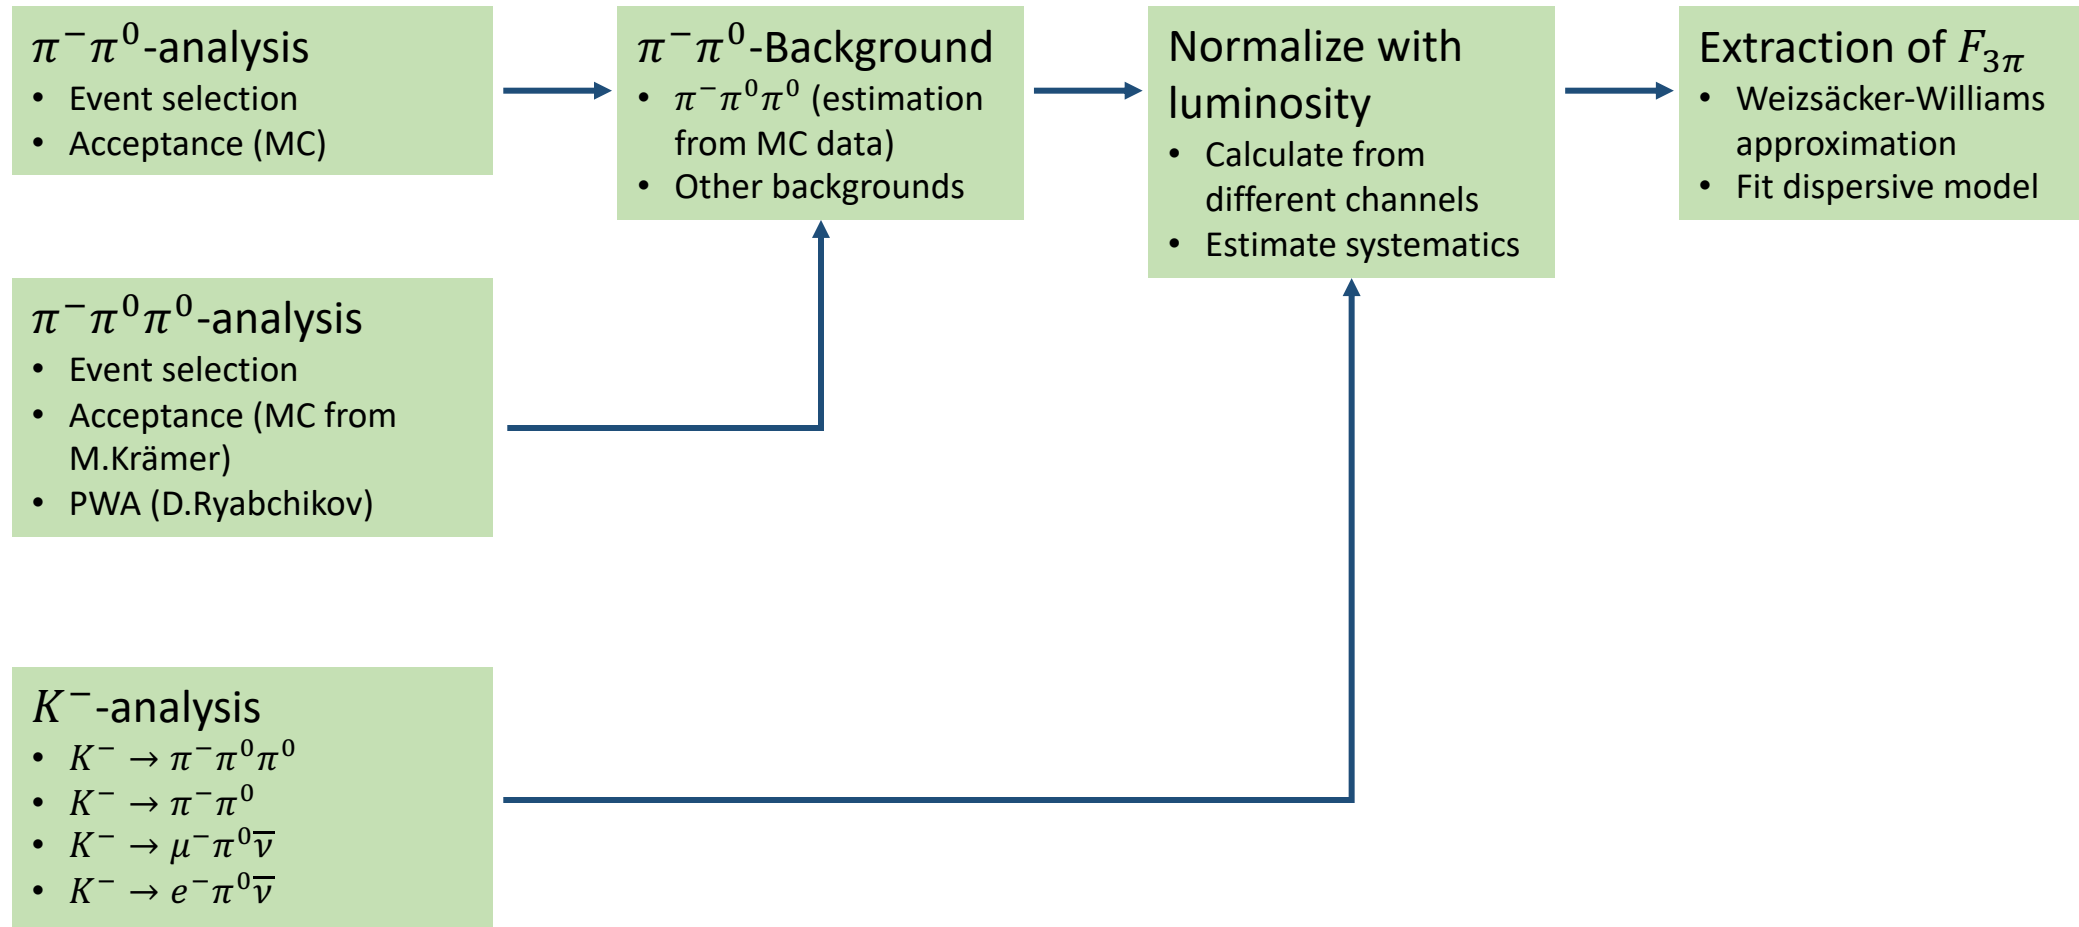 π⁻π⁰-analysis
• Event selection
• Acceptance (MC)
π⁻π⁰-Background
• π⁻π⁰π⁰ (estimation
from MC data)
• Other backgrounds
Normalize with
luminosity
• Calculate from
different channels
• Estimate systematics
Extraction of F₃π
• Weizsäcker-Williams
approximation
• Fit dispersive model
π⁻π⁰π⁰-analysis
• Event selection
• Acceptance (MC from
M.Krämer)
• PWA (D.Ryabchikov)
K⁻-analysis
• K⁻ → π⁻π⁰π⁰
• K⁻ → π⁻π⁰
• K⁻ → μ⁻π⁰ν̅
• K⁻ → e⁻π⁰ν̅